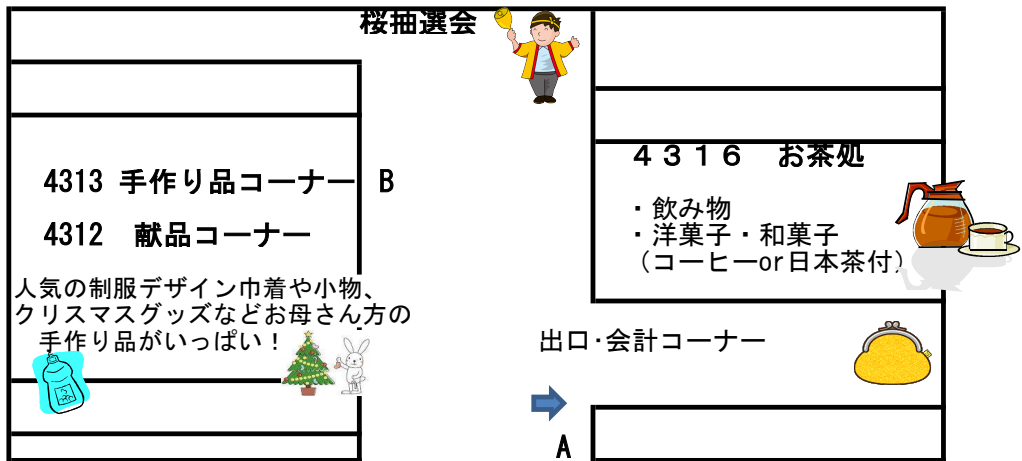 桜抽選会
4313 手作り品コーナー B
4312 献品コーナー
人気の制服デザイン巾着や小物、
クリスマスグッズなどお母さん方の
手作り品がいっぱい！
４３１６ お茶処
・飲み物
・洋菓子・和菓子
（コーヒーor日本茶付）
出口・会計コーナー
A